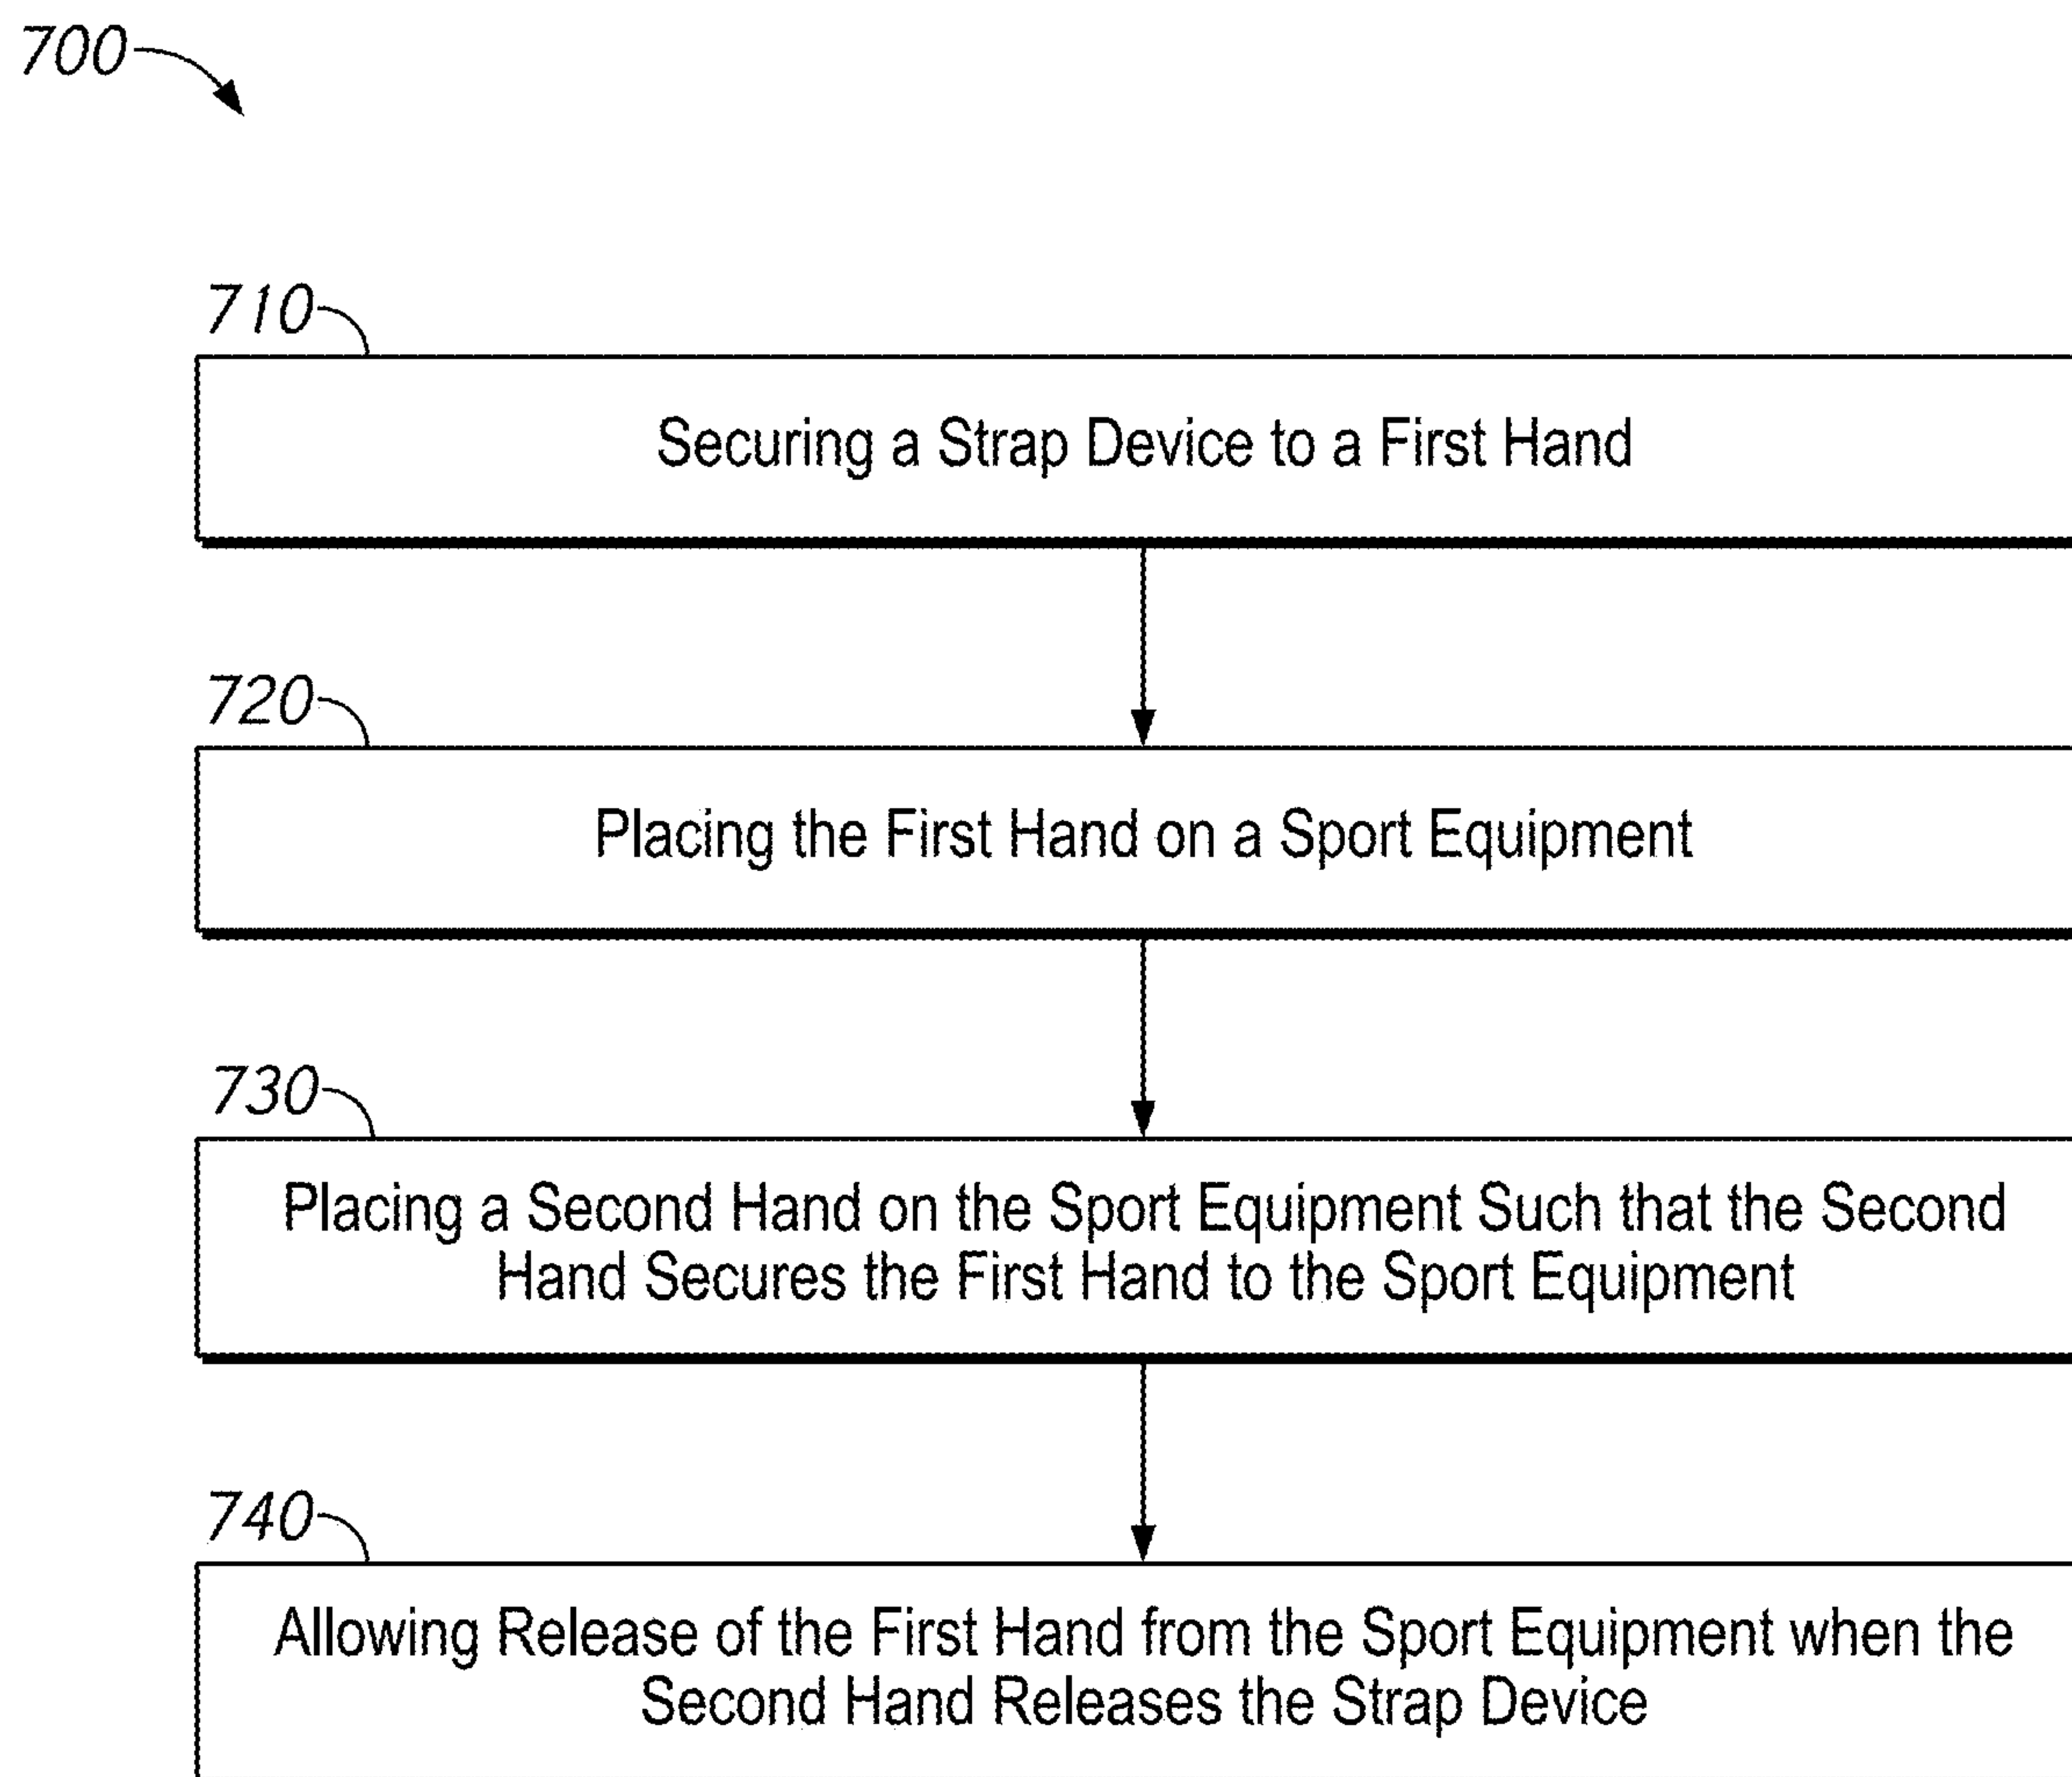 700
710
Securing a Strap Device to a First Hand
720
Placing the First Hand on a Sport Equipment
730
Placing a Second Hand on the Sport Equipment Such that the Second
Hand Secures the First Hand to the Sport Equipment
740
Allowing Release of the First Hand from the Sport Equipment when the
Second Hand Releases the Strap Device